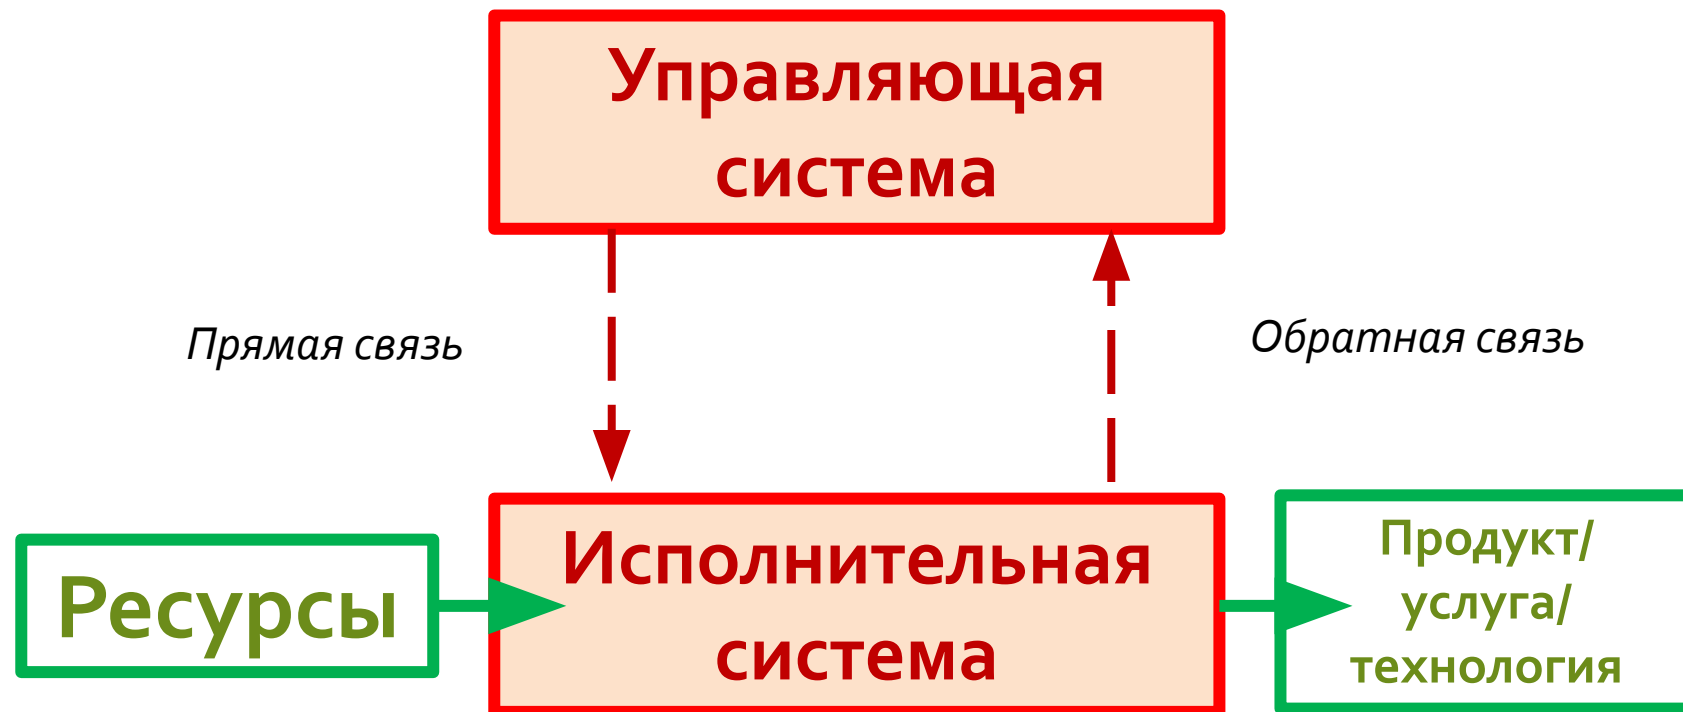 Управляющая
система
Прямая связь
Обратная связь
Ресурсы
Исполнительная
система
Продукт/
услуга/
технология